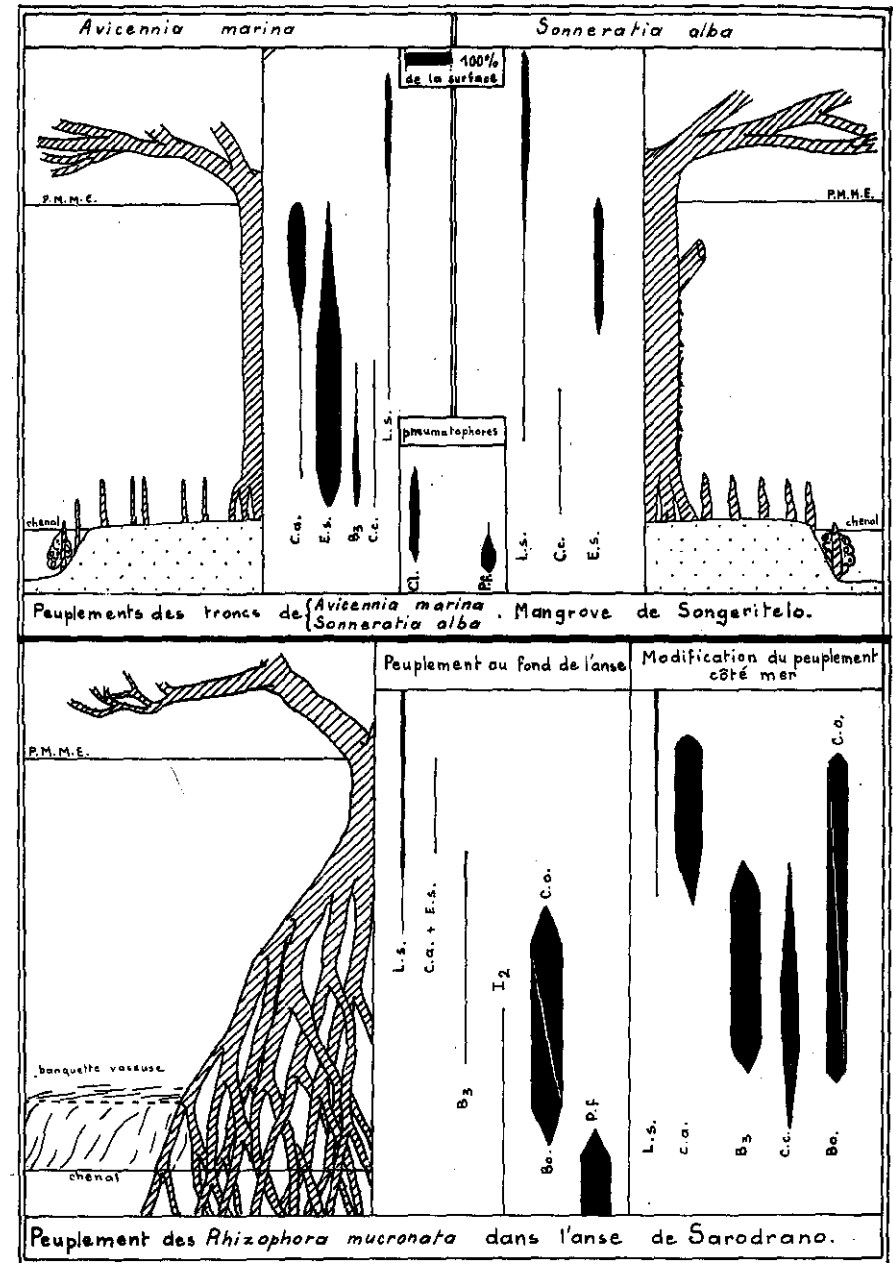 Avicennia marina
Sonneratia alba
100%
de la surface
P.M.M.E.
P.M.M.E.
L.s.
pneumatophores
chenal
chenal
C.a.
E.s.
B3
C.c.
Cl.
P.f.
L.s.
C.c.
E.s.
Peuplements des troncs de { Avicennia marina
Sonneratia alba . Mangrove de Songeritelo.
Peuplement au fond de l'anse
Modification du peuplement
côté mer
P.M.M.E.
C.o.
C.o.
L.s.
C.a. + E.s.
I2
banquette vaseuse
B3
P.f
L.s.
C.a.
B3
C.c.
Bo.
Bo.
chenal
Peuplement des Rhizophora mucronata dans l'anse de Sarodrano.